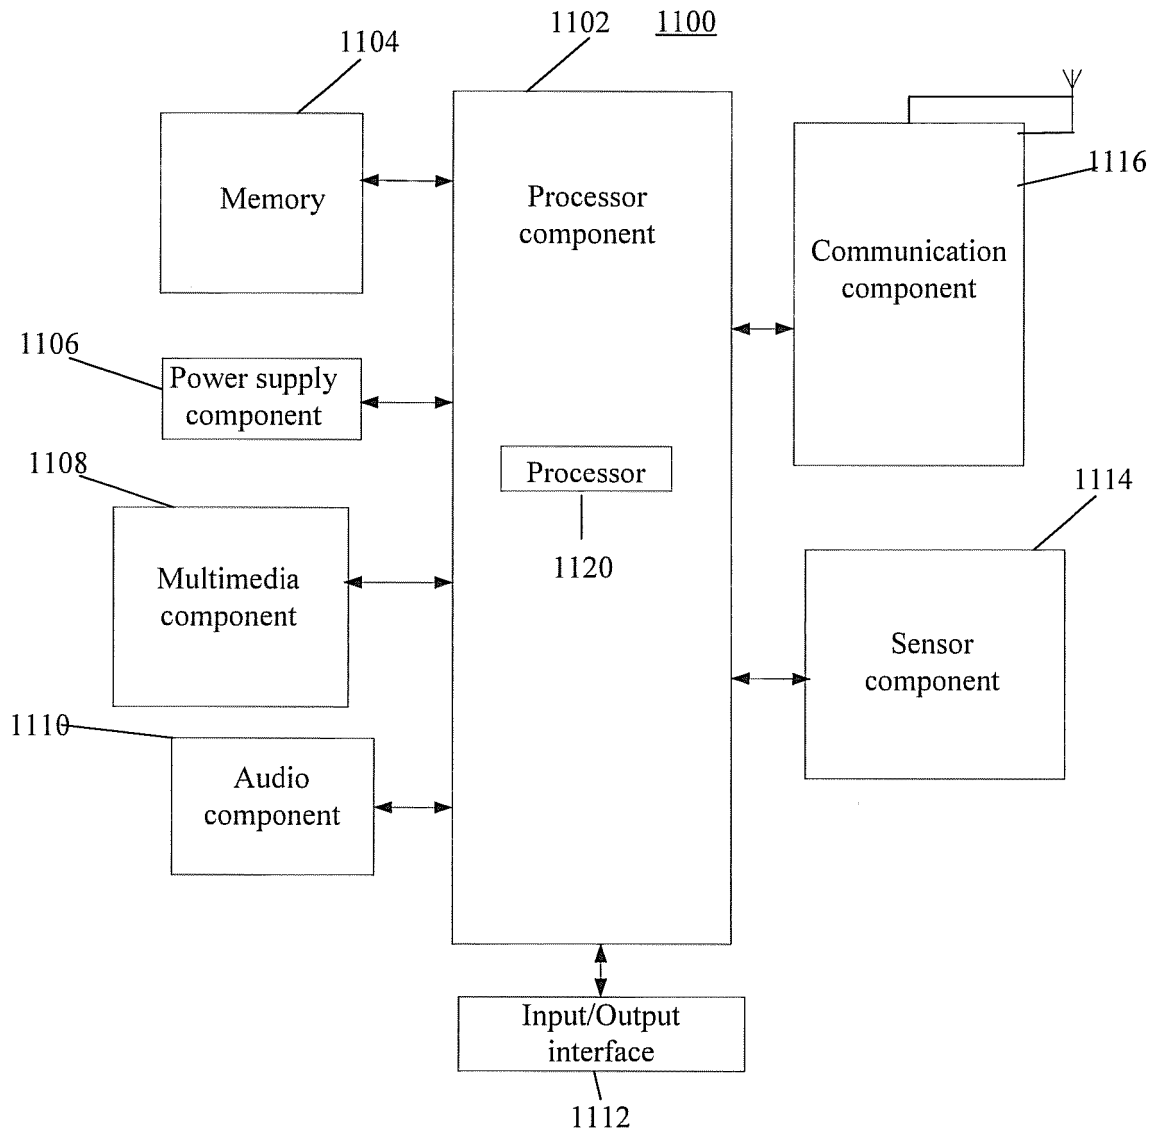 1102
1100
1104
Memory
Processor
component
1116
Communication
component
1106
Power supply
component
1108
Processor
1120
1114
Multimedia
component
Sensor
component
1110
Audio
component
Input/Output
interface
1112